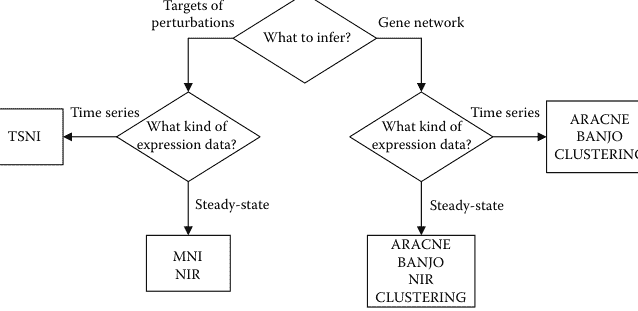 Targets of
perturbations
What to infer?
Gene network
Time series
What kind of
expression data?
TSNI
Steady-state
MNI
NIR
What kind of
expression data?
Time series
ARACNE
BANJO
CLUSTERING
Steady-state
ARACNE
BANJO
NIR
CLUSTERING